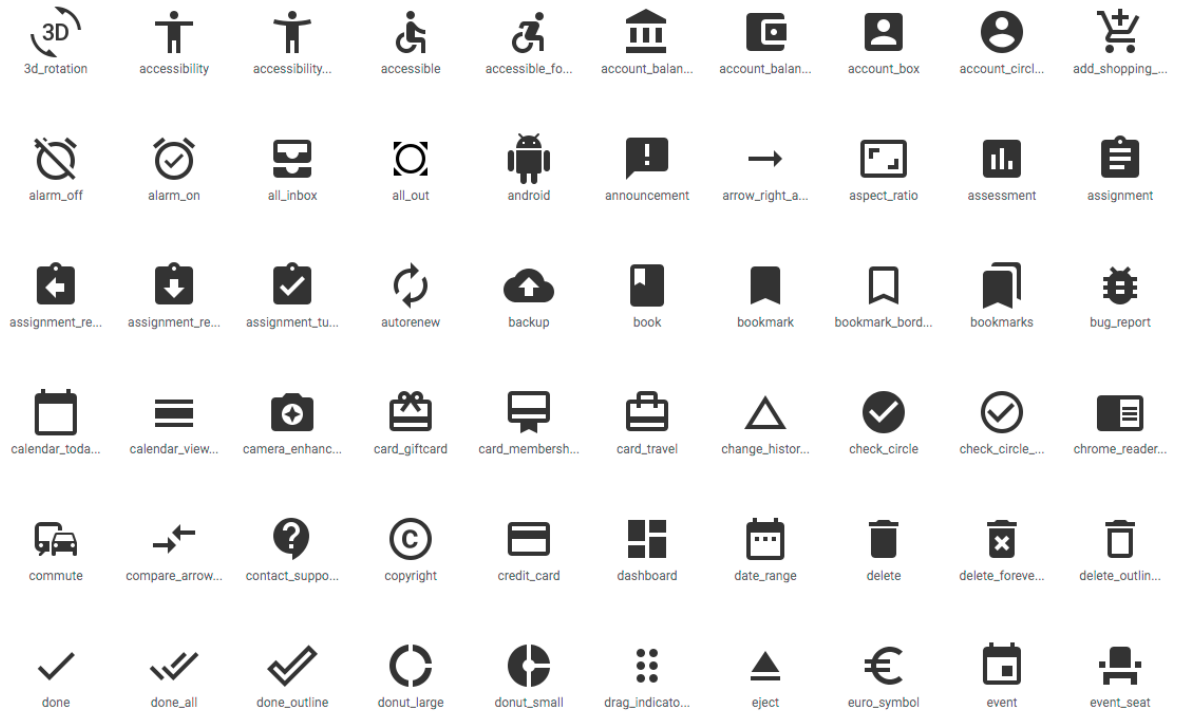 3D
3d_rotation accessibility accessibility... accessible accessible_fo... account_balan... account_balan... account_box account_circl... add_shopping_...
alarm_off alarm_on all_inbox all_out android announcement arrow_right_a... aspect_ratio assessment assignment
assignment_re... assignment_re... assignment_tu... autorenew backup book bookmark bookmark_bord... bookmarks bug_report
calendar_toda... calendar_view... camera_enhanc... card_giftcard card_membersh... card_travel change_histor... check_circle check_circle_... chrome_reader...
C
commute compare_arrow... contact_suppo... copyright credit_card dashboard date_range delete delete_foreve... delete_outlin...
done done_all done_outline donut_large donut_small drag_indicato... eject euro_symbol event event_seat